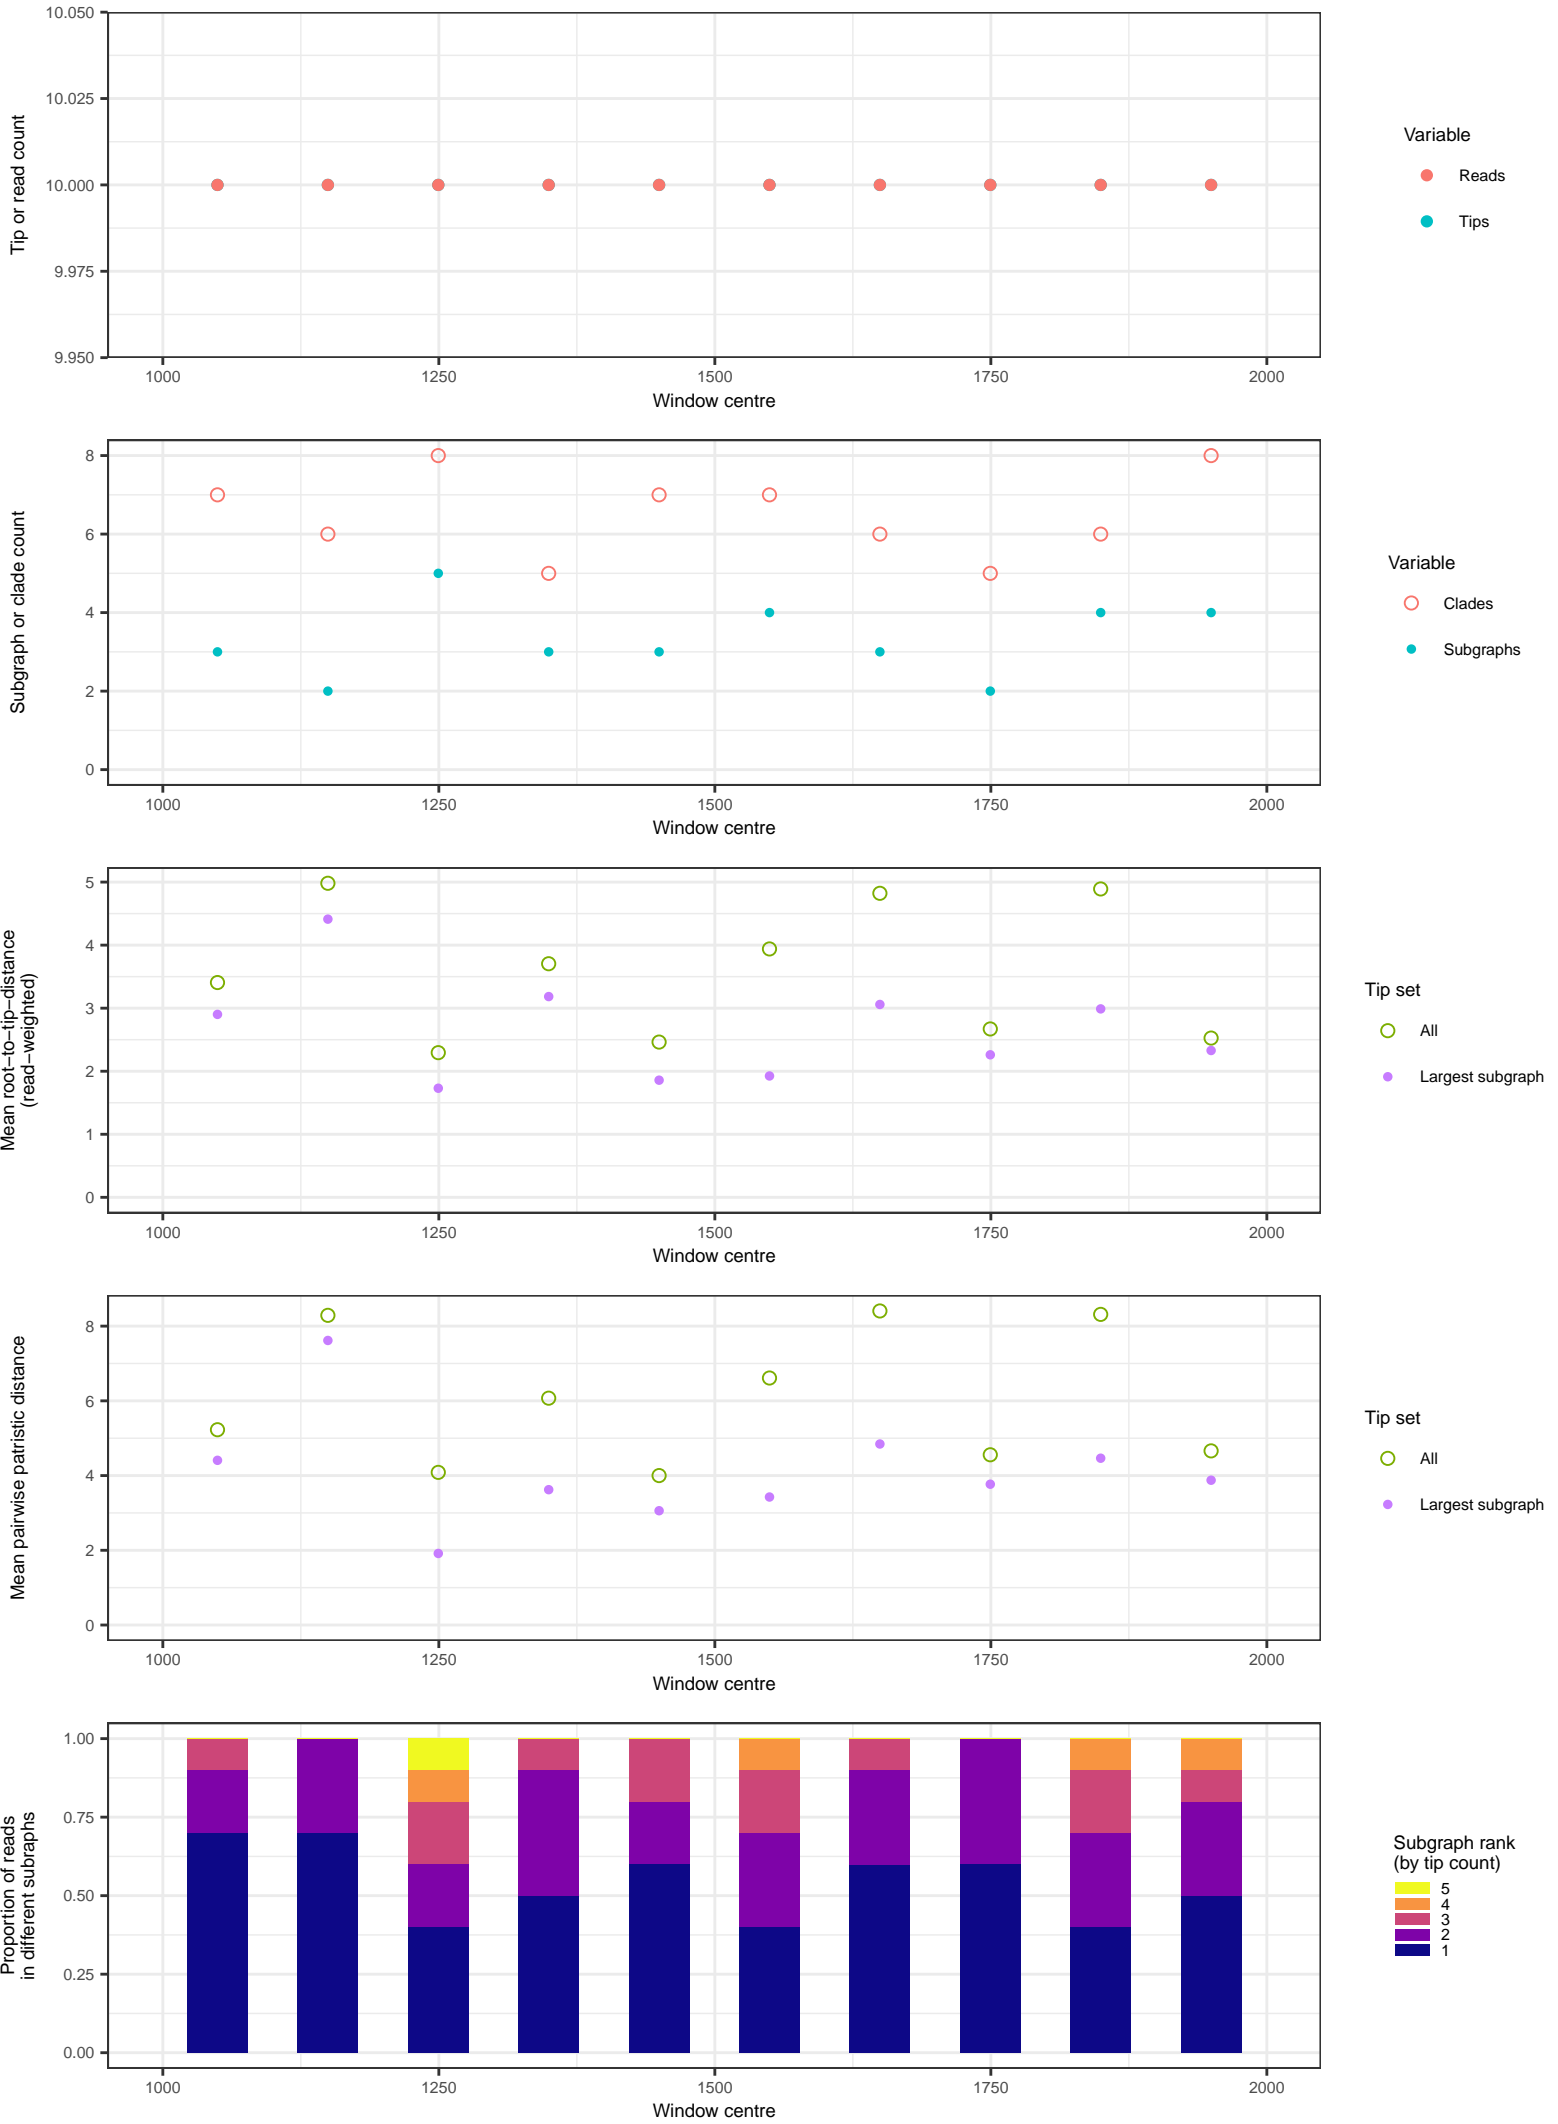 10.050
10.025
10.000
9.975
9.950
Tip or read count
1000 1250 1500 1750 2000
Window centre
Variable
Reads
Tips
8
6
4
2
0
Subgraph or clade count
1000 1250 1500 1750 2000
Window centre
Variable
Clades
Subgraphs
5
4
3
2
1
0
Mean root−to−tip−distance
(read−weighted)
1000 1250 1500 1750 2000
Window centre
Tip set
All
Largest subgraph
8
6
4
2
0
Mean pairwise patristic distance
1000 1250 1500 1750 2000
Window centre
Tip set
All
Largest subgraph
1.00
0.75
0.50
0.25
0.00
Proportion of reads
in different subraphs
1000 1250 1500 1750 2000
Window centre
Subgraph rank
(by tip count)
5
4
3
2
1